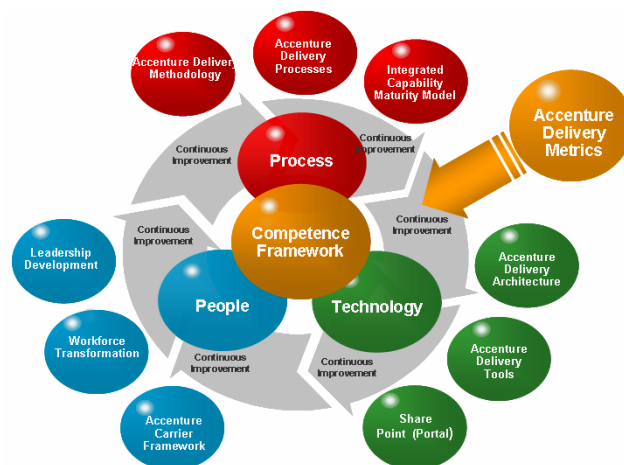 Accenture Delivery
Methodology
Accenture
Delivery
Processes
Integrated
Capability
Maturity Model
Accenture
Delivery
Metrics
Continuous
Improvement
Process
Continuous
Improvement
Continuous
Improvement
Competence
Framework
Continuous
Improvement
Leadership
Development
People
Technology
Accenture
Delivery
Architecture
Workforce
Transformation
Continuous
Improvement
Continuous
Improvement
Accenture
Delivery
Tools
Accenture
Carrier
Framework
Share
Point (Portal)